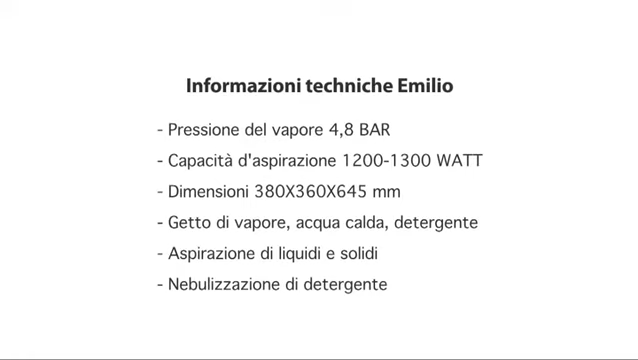 Informazioni techniche Emilio
- Pressione del vapore 4,8 BAR
- Capacità d'aspirazione 1200-1300 WATT
- Dimensioni 380X360X645 mm
- Getto di vapore, acqua calda, detergente
- Aspirazione di liquidi e solidi
- Nebulizzazione di detergente